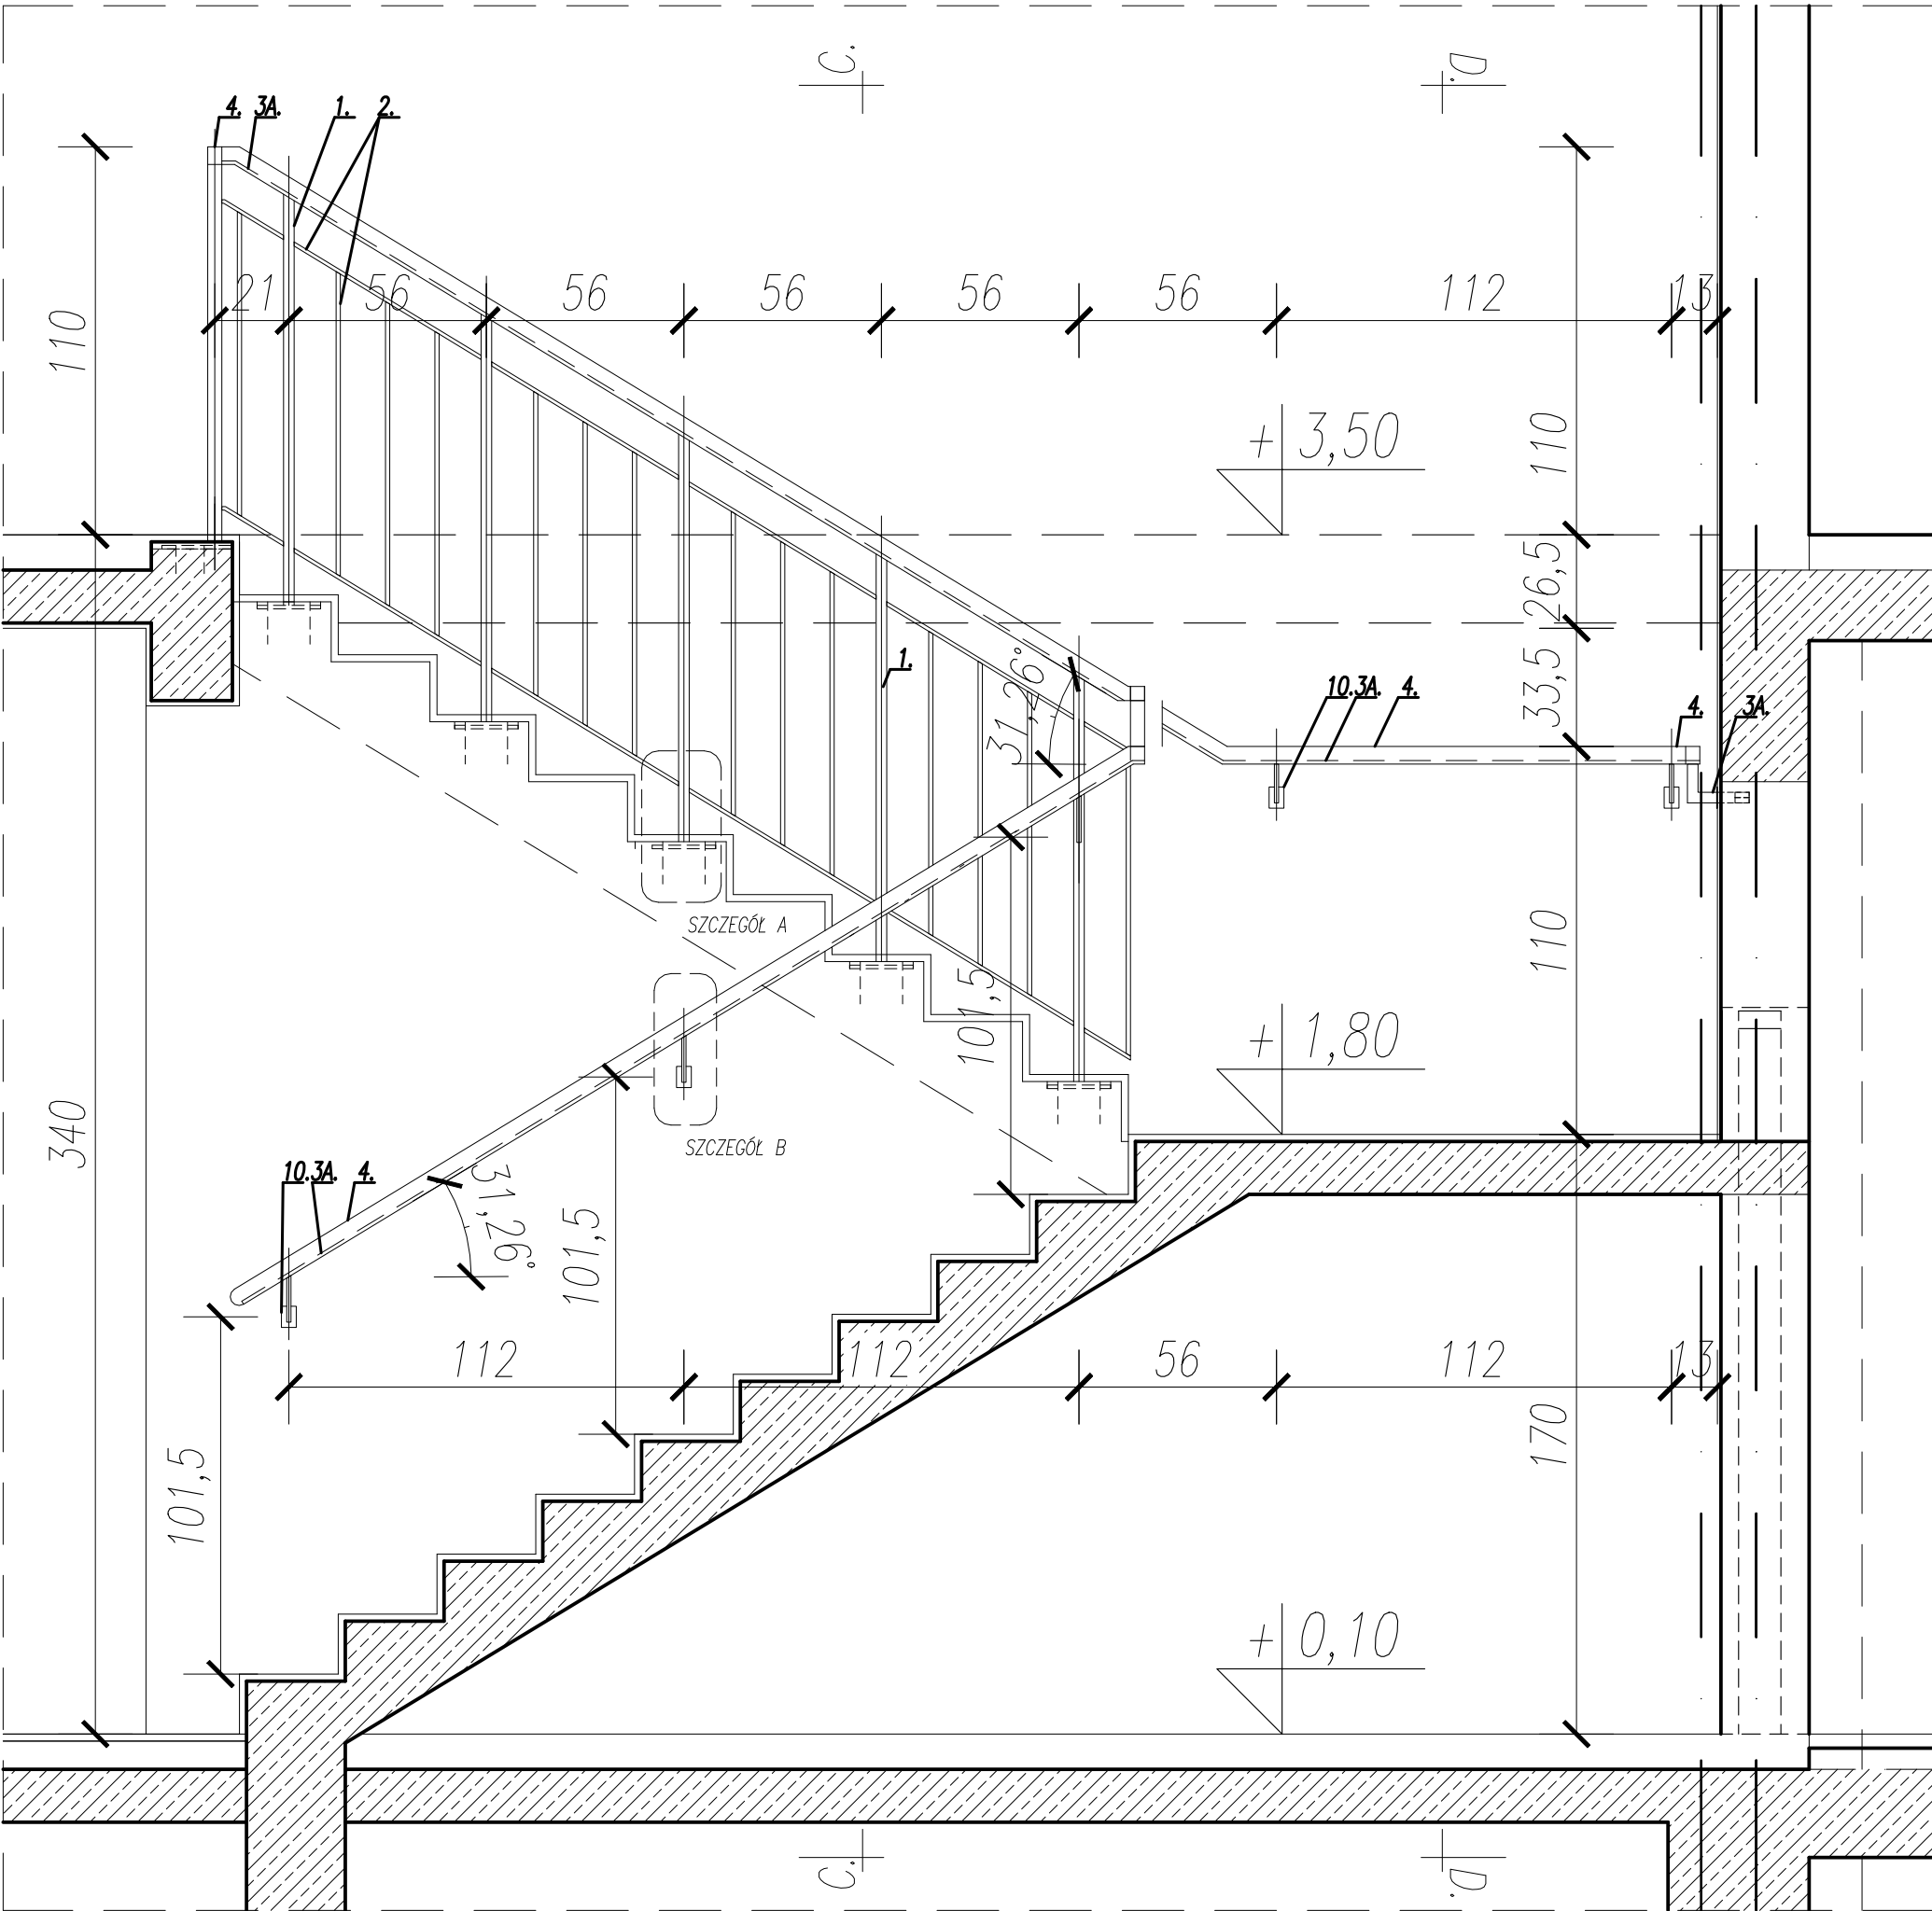 C.
D.
4. 3A. 1. 2.
21 56 56 56 56 56 112 13
110
+ 3,50
110
26,5
33,5
1.
31,26°
10. 3A. 4.
4. 3A.
SZCZEGÓŁ A
101,5
110
+ 1,80
340
SZCZEGÓŁ B
10. 3A. 4.
31,26°
101,5
112 112 56 112 13
101,5
170
+ 0,10
C.
D.